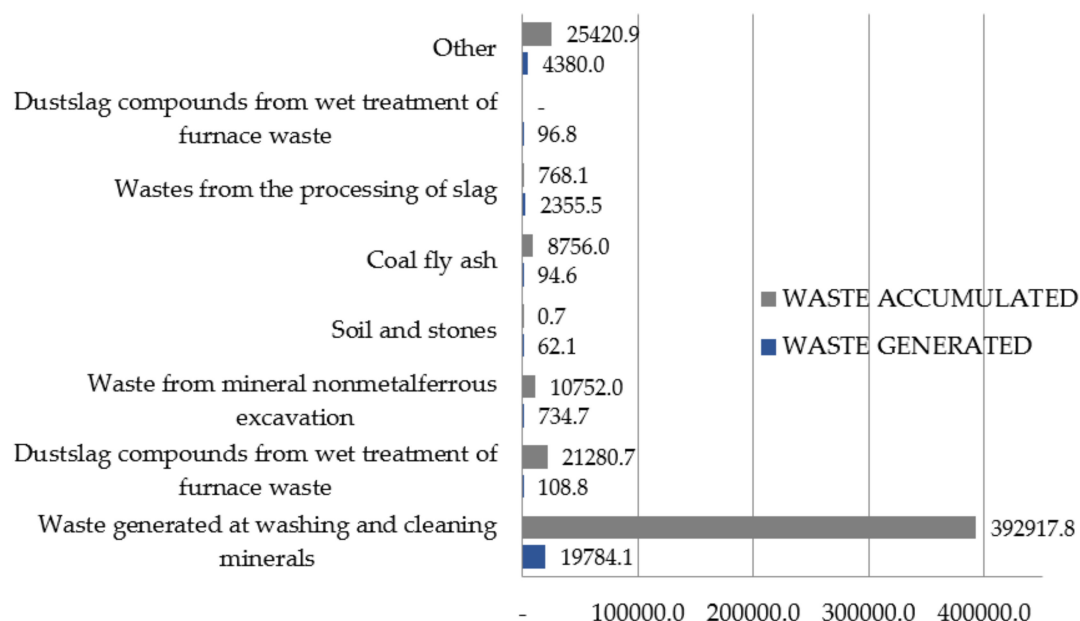 Other
25420.9
4380.0
Dustslag compounds from wet treatment of
furnace waste
-
96.8
Wastes from the processing of slag
768.1
2355.5
Coal fly ash
8756.0
94.6
Soil and stones
0.7
62.1
Waste from mineral nonmetalferrous
excavation
10752.0
734.7
Dustslag compounds from wet treatment of
furnace waste
21280.7
108.8
Waste generated at washing and cleaning
minerals
392917.8
19784.1
WASTE ACCUMULATED
WASTE GENERATED
- 100000.0 200000.0 300000.0 400000.0